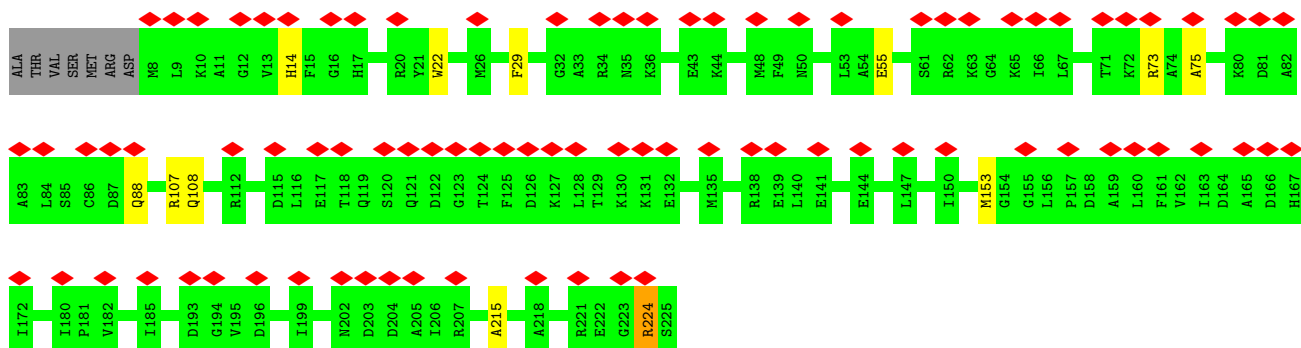 ALA THR VAL SER MET ARG ASP M8 L9 K10 A11 G12 V13 H14 F15 G16 H17 R20 Y21 W22 M26 F29 G32 A33 R34 N35 K36 E43 K44 M48 F49 N50 L53 A54 E55 S61 R62 K63 G64 K65 I66 L67 T71 K72 R73 A74 A75 K80 D81 A82
A83 L84 S85 C86 D87 Q88 R107 Q108 R112 D115 L116 E117 T118 Q119 S120 Q121 D122 G123 T124 F125 D126 K127 L128 T129 K130 K131 E132 M135 R138 E139 L140 E141 E144 L147 I150 M153 G154 G155 L156 P157 D158 A159 L160 F161 V162 I163 D164 A165 D166 H167
I172 I180 P181 V182 I185 D193 G194 V195 D196 I199 N202 D203 D204 A205 I206 R207 A215 A218 R221 E222 G223 R224 S225